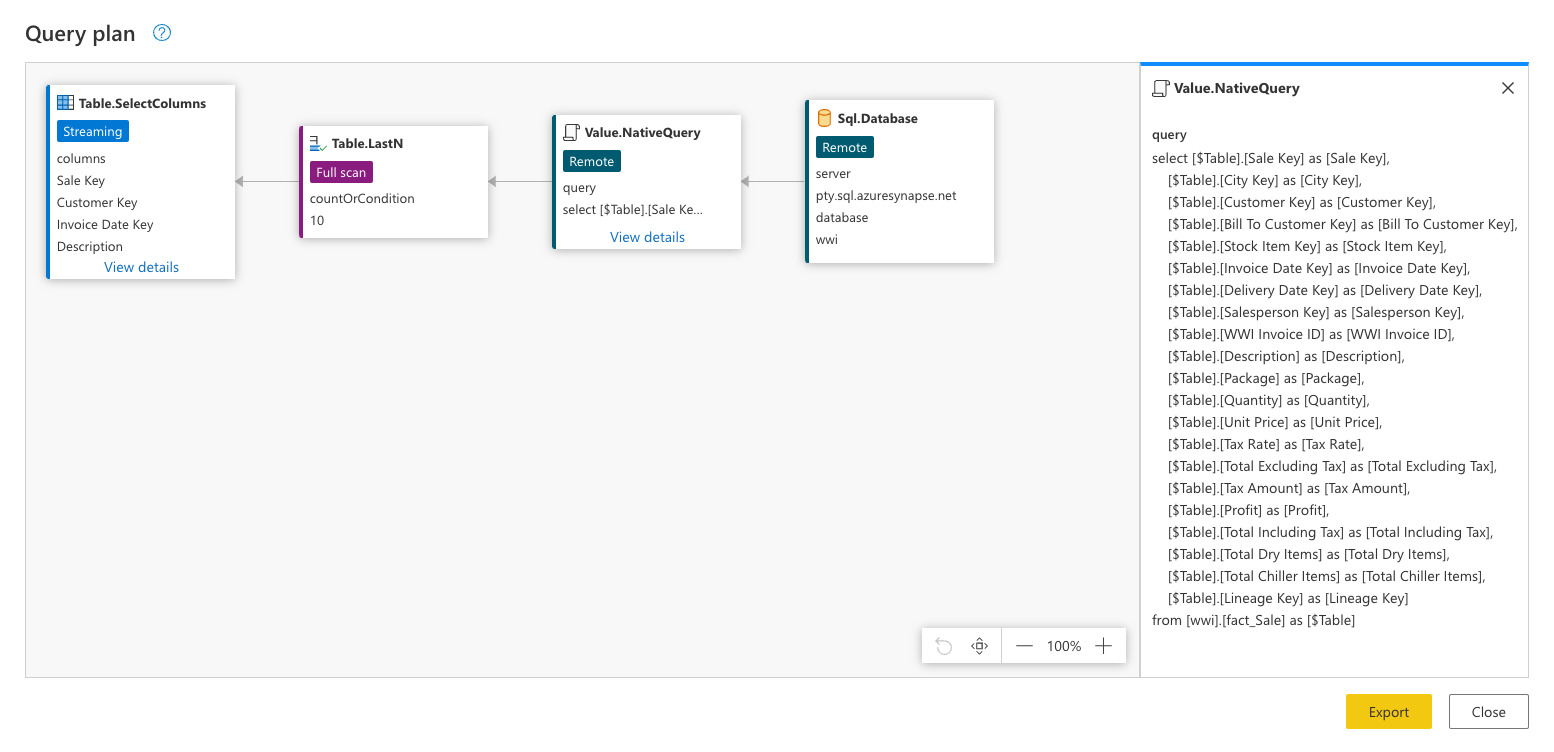 Query plan
Table.SelectColumns
Streaming
columns
Sale Key
Customer Key
Invoice Date Key
Description
View details
Table.LastN
Full scan
countOrCondition
10
Value.NativeQuery
Remote
query
select [$Table].[Sale Ke...
View details
Sql.Database
Remote
server
pty.sql.azuresynapse.net
database
wwi
100%
Value.NativeQuery
query
select [$Table].[Sale Key] as [Sale Key],
[$Table].[City Key] as [City Key],
[$Table].[Customer Key] as [Customer Key],
[$Table].[Bill To Customer Key] as [Bill To Customer Key],
[$Table].[Stock Item Key] as [Stock Item Key],
[$Table].[Invoice Date Key] as [Invoice Date Key],
[$Table].[Delivery Date Key] as [Delivery Date Key],
[$Table].[Salesperson Key] as [Salesperson Key],
[$Table].[WWI Invoice ID] as [WWI Invoice ID],
[$Table].[Description] as [Description],
[$Table].[Package] as [Package],
[$Table].[Quantity] as [Quantity],
[$Table].[Unit Price] as [Unit Price],
[$Table].[Tax Rate] as [Tax Rate],
[$Table].[Total Excluding Tax] as [Total Excluding Tax],
[$Table].[Tax Amount] as [Tax Amount],
[$Table].[Profit] as [Profit],
[$Table].[Total Including Tax] as [Total Including Tax],
[$Table].[Total Dry Items] as [Total Dry Items],
[$Table].[Total Chiller Items] as [Total Chiller Items],
[$Table].[Lineage Key] as [Lineage Key]
from [wwi].[fact_Sale] as [$Table]
Export
Close